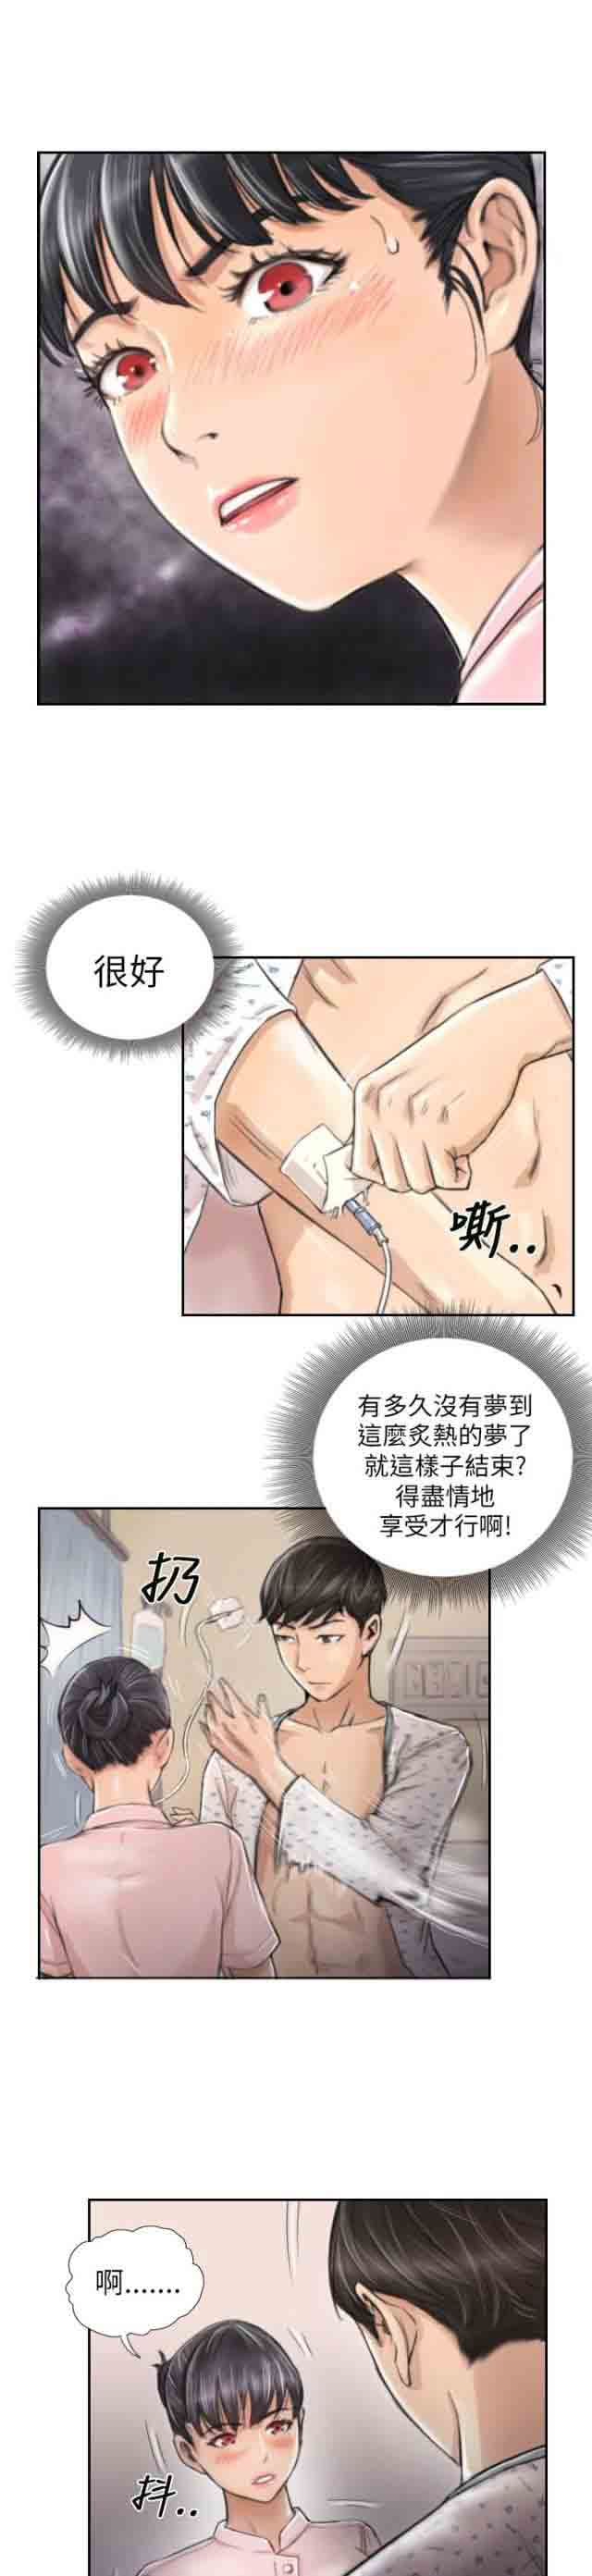 很好
嘶..
有多久沒有夢到
這麼炙熱的夢了
就這樣子結束?
得盡情地
享受才行啊!
扔
啊.......
抖..